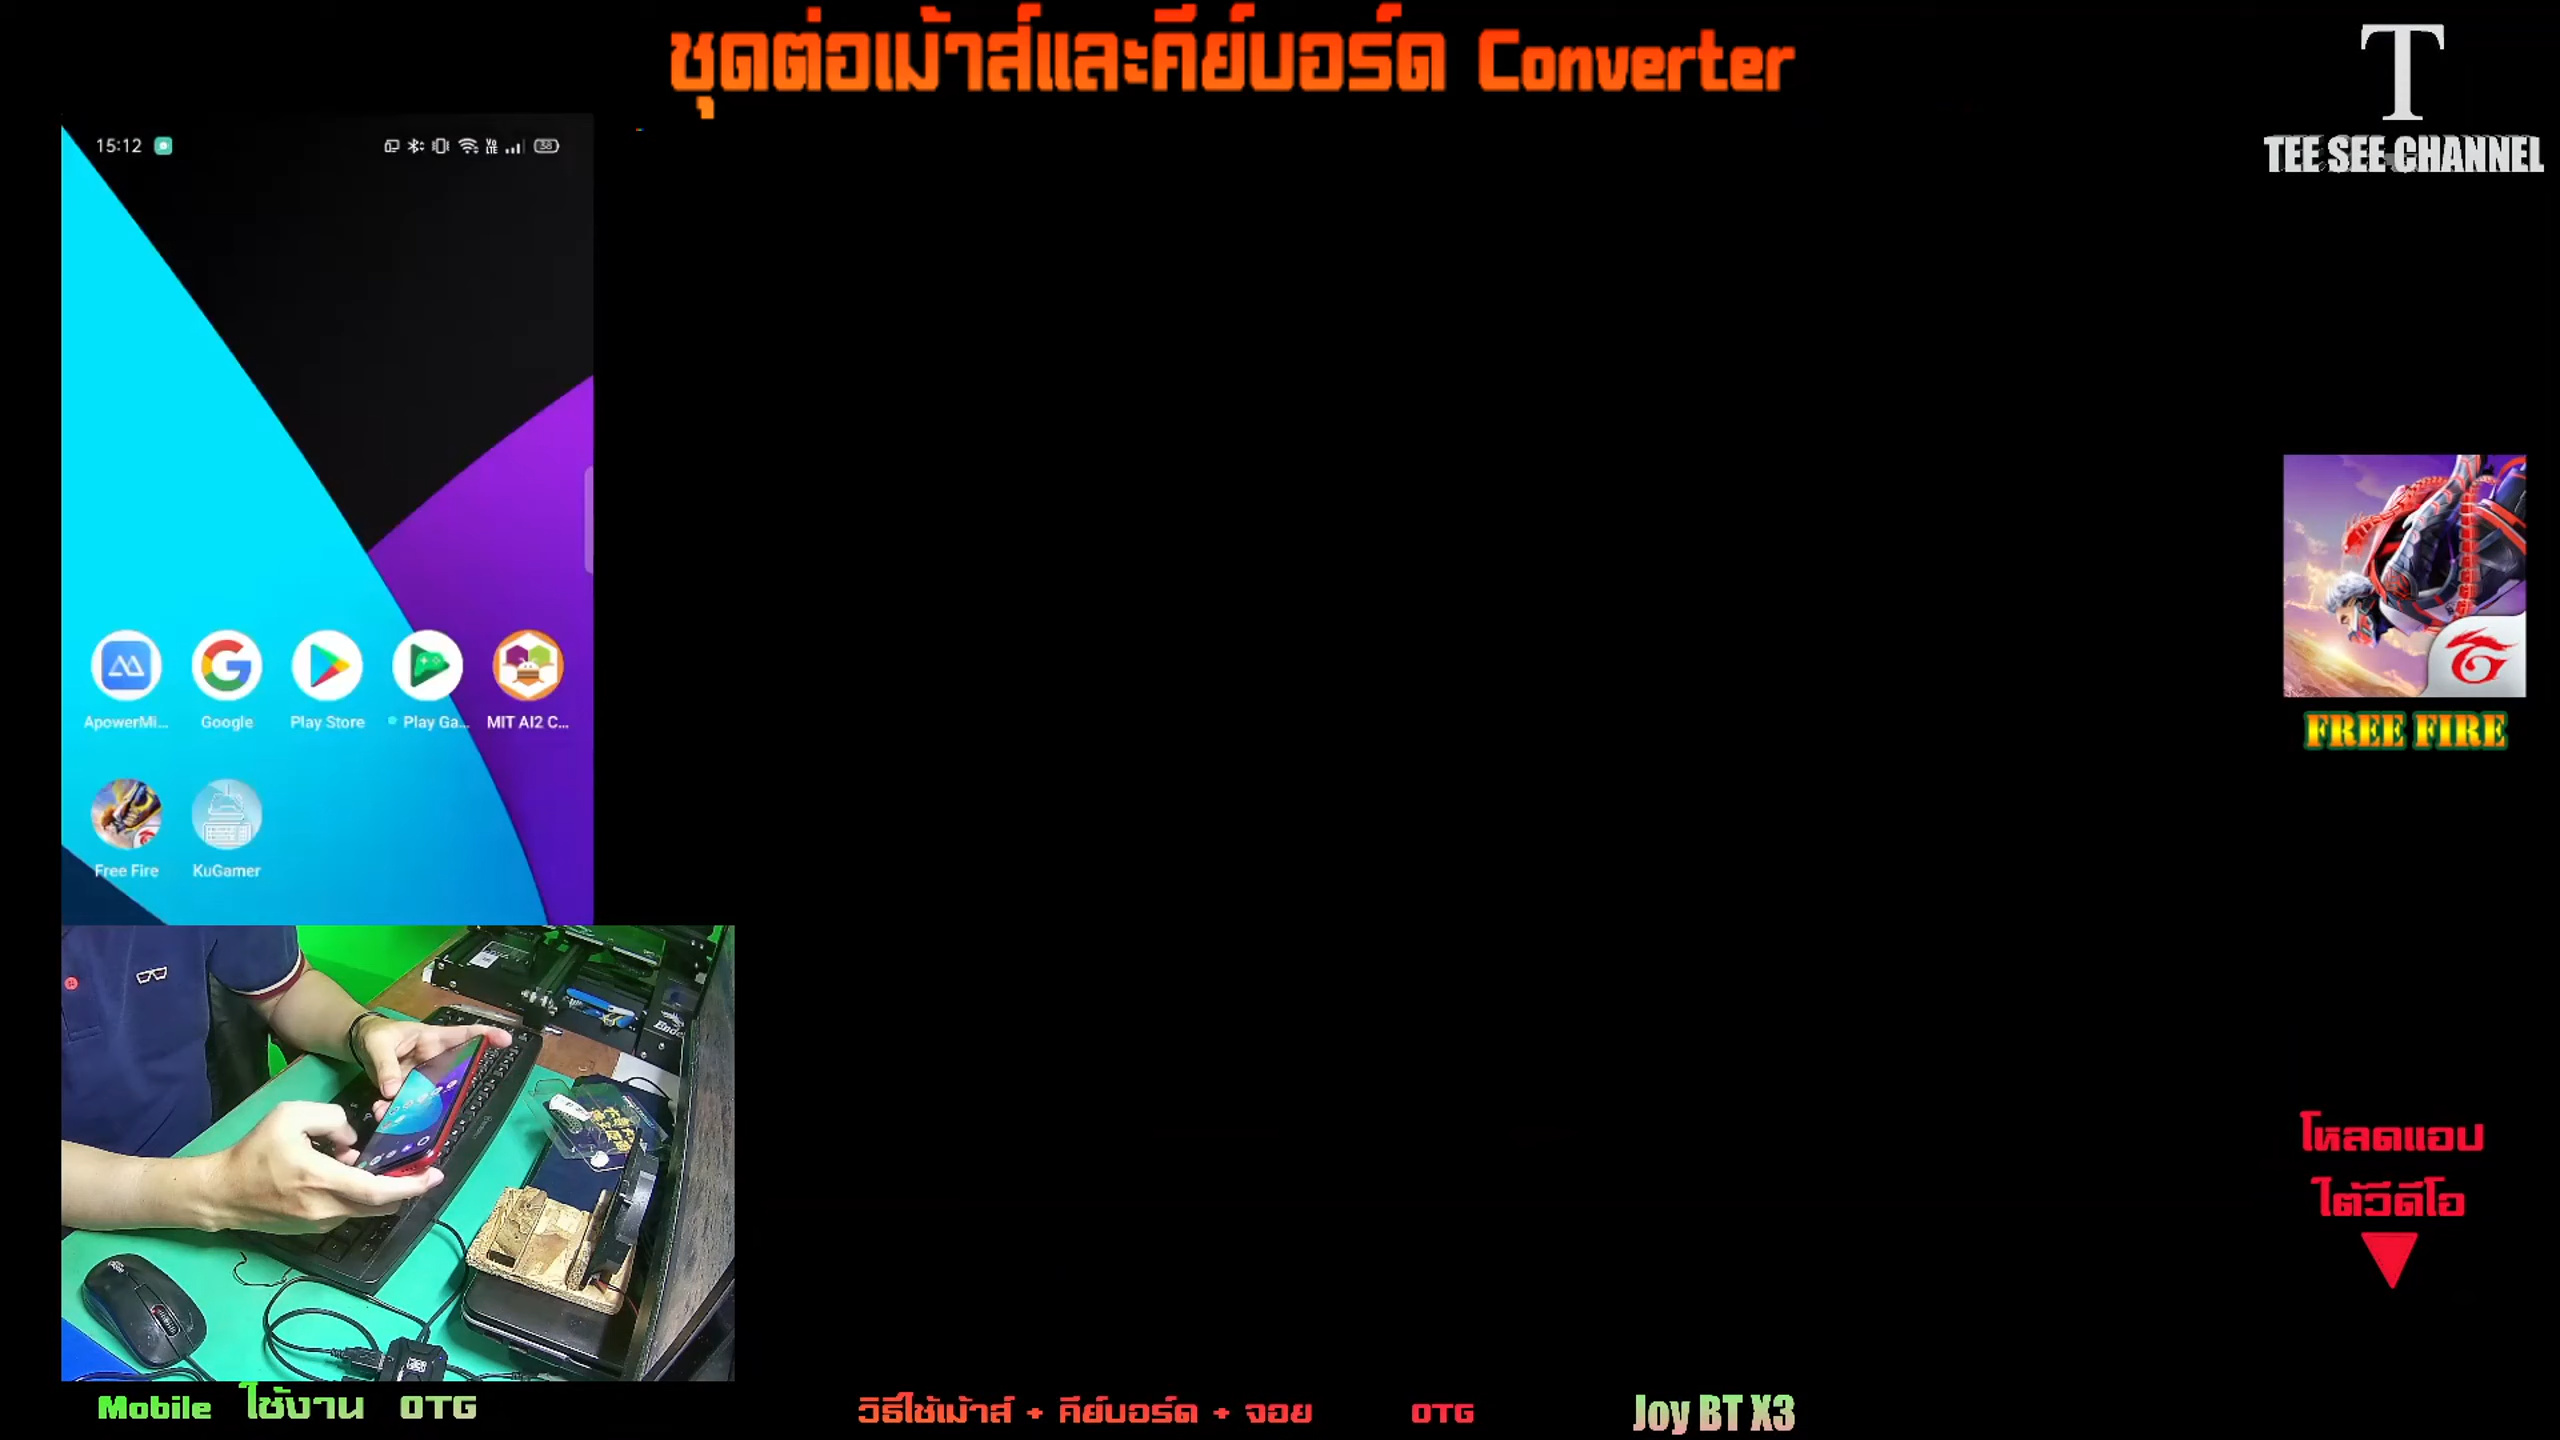 ชุดต่อเม้าส์และคีย์บอร์ด Converter
T
TEE SEE CHANNEL
15:12
58
ApowerMi...
Google
Play Store
Play Ga...
MIT AI2 C...
Free Fire
KuGamer
FREE FIRE
โหลดแอป
ใต้วีดีโอ
Mobile ใช้งาน OTG
วิธีใช้เม้าส์ + คีย์บอร์ด + จอย OTG
Joy BT X3